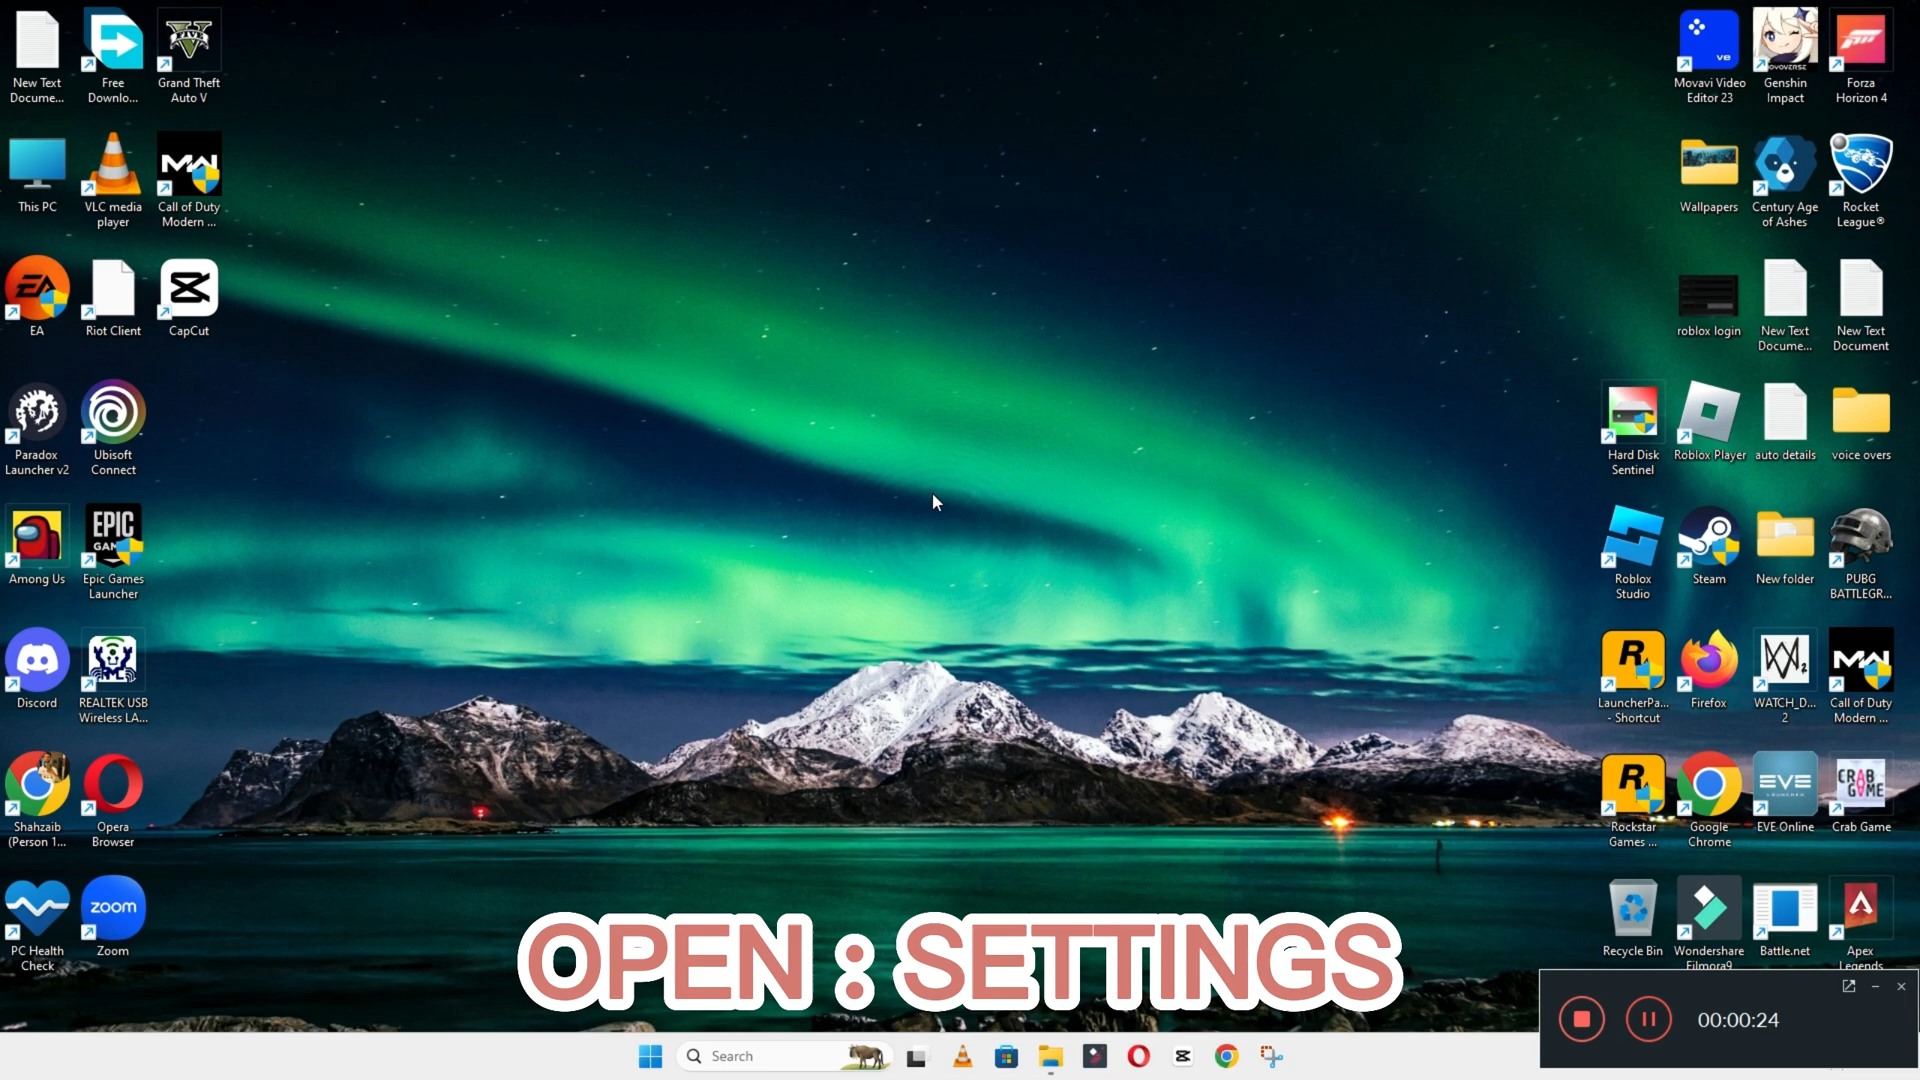 New Text
Docume...
Free
Downlo...
Grand Theft
Auto V
This PC
VLC media
player
Call of Duty
Modern ...
EA
Riot Client
CapCut
Paradox
Launcher v2
Ubisoft
Connect
Among Us
EPIC
Epic Games
Launcher
Discord
REALTEK USB
Wireless LA...
Shahzaib
(Person 1...
Opera
Browser
PC Health
Check
zoom
Zoom
ve
Movavi Video
Editor 23
Genshin
Impact
Forza
Horizon 4
Wallpapers
Century Age
of Ashes
Rocket
League®
roblox login
New Text
Docume...
New Text
Document
Hard Disk
Sentinel
Roblox Player
auto details
voice overs
Roblox
Studio
Steam
New folder
PUBG
BATTLEGR...
LauncherPa...
- Shortcut
Firefox
WATCH_D...
2
Call of Duty
Modern ...
Rockstar
Games ...
Google
Chrome
EVE
EVE Online
CRAB
GAME
Crab Game
Recycle Bin
Wondershare
Filmora9
Battle.net
Apex
Legends
OPEN : SETTINGS
00:00:24
Search